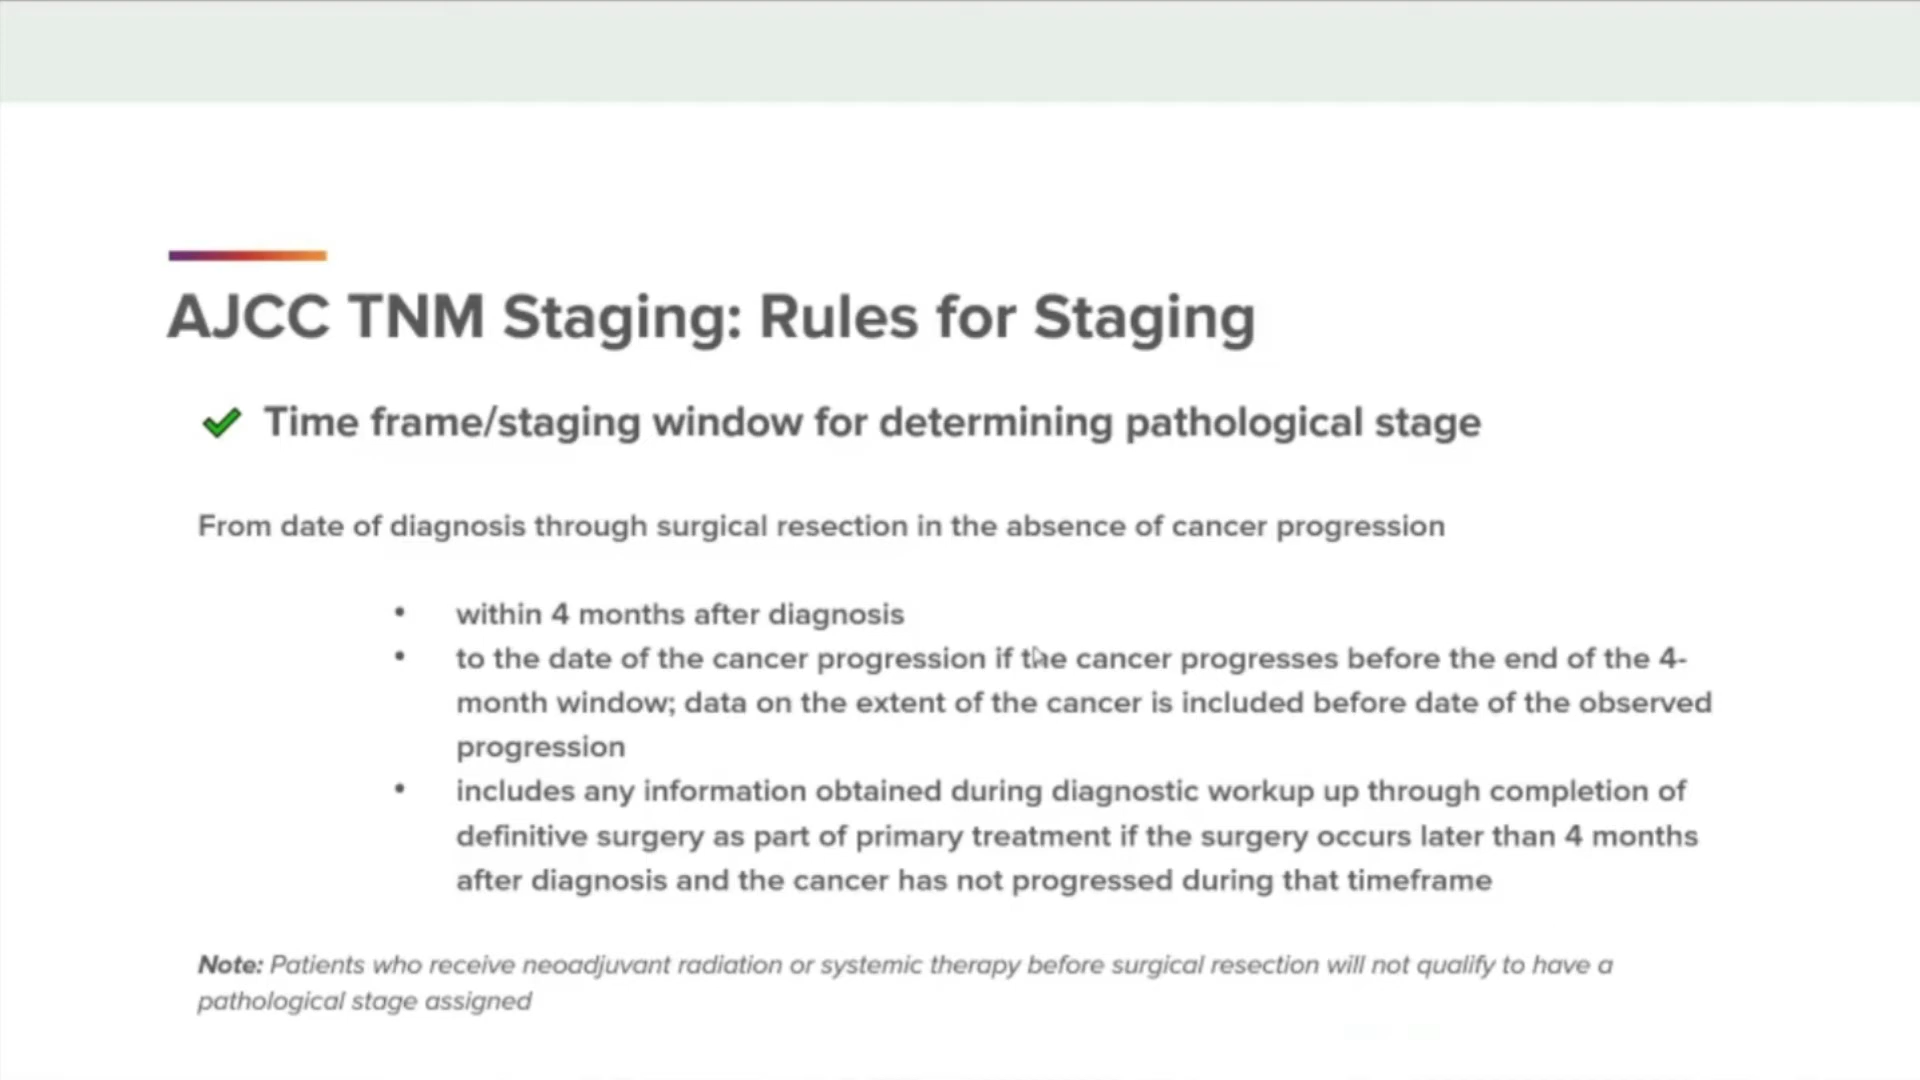 AJCC TNM Staging: Rules for Staging
Time frame/staging window for determining pathological stage
From date of diagnosis through surgical resection in the absence of cancer progression
• within 4 months after diagnosis
• to the date of the cancer progression if the cancer progresses before the end of the 4-
month window; data on the extent of the cancer is included before date of the observed
progression
• includes any information obtained during diagnostic workup up through completion of
definitive surgery as part of primary treatment if the surgery occurs later than 4 months
after diagnosis and the cancer has not progressed during that timeframe
Note: Patients who receive neoadjuvant radiation or systemic therapy before surgical resection will not qualify to have a
pathological stage assigned